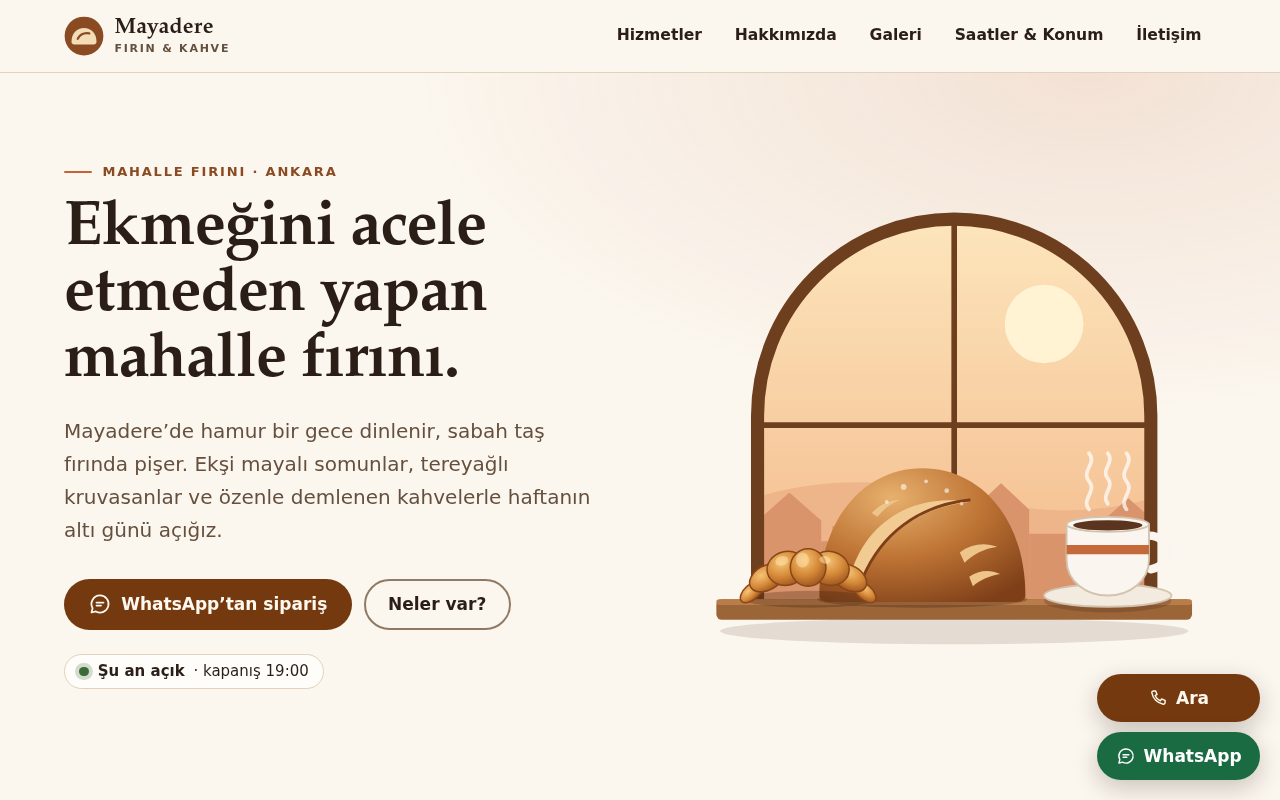 Mayadere
FIRIN & KAHVE
Hizmetler
Hakkımızda
Galeri
Saatler & Konum
İletişim
MAHALLE FIRINI · ANKARA
Ekmeğini acele
etmeden yapan
mahalle fırını.
Mayadere’de hamur bir gece dinlenir, sabah taş
fırında pişer. Ekşi mayalı somunlar, tereyağlı
kruvasanlar ve özenle demlenen kahvelerle haftanın
altı günü açığız.
WhatsApp’tan sipariş
Neler var?
Şu an açık · kapanış 19:00
Ara
WhatsApp